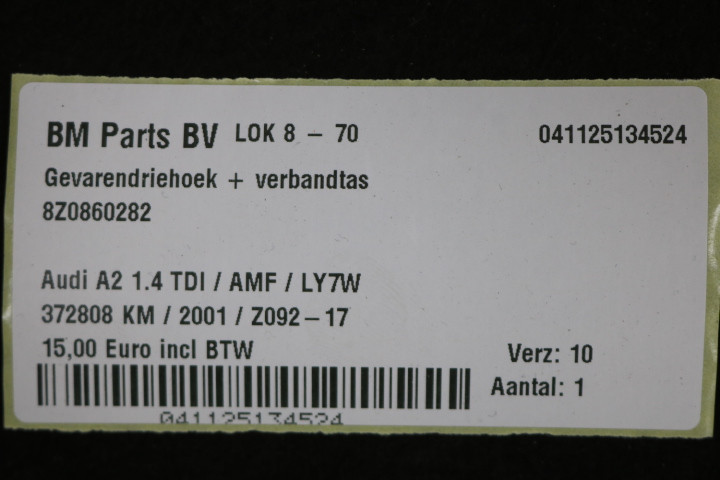 BM Parts BV LOK 8 - 70 041125134524
Gevarendriehoek + verbandtas
8Z0860282
Audi A2 1.4 TDI / AMF / LY7W
372808 KM / 2001 / Z092-17
15,00 Euro incl BTW
Verz: 10
Aantal: 1
041125134524